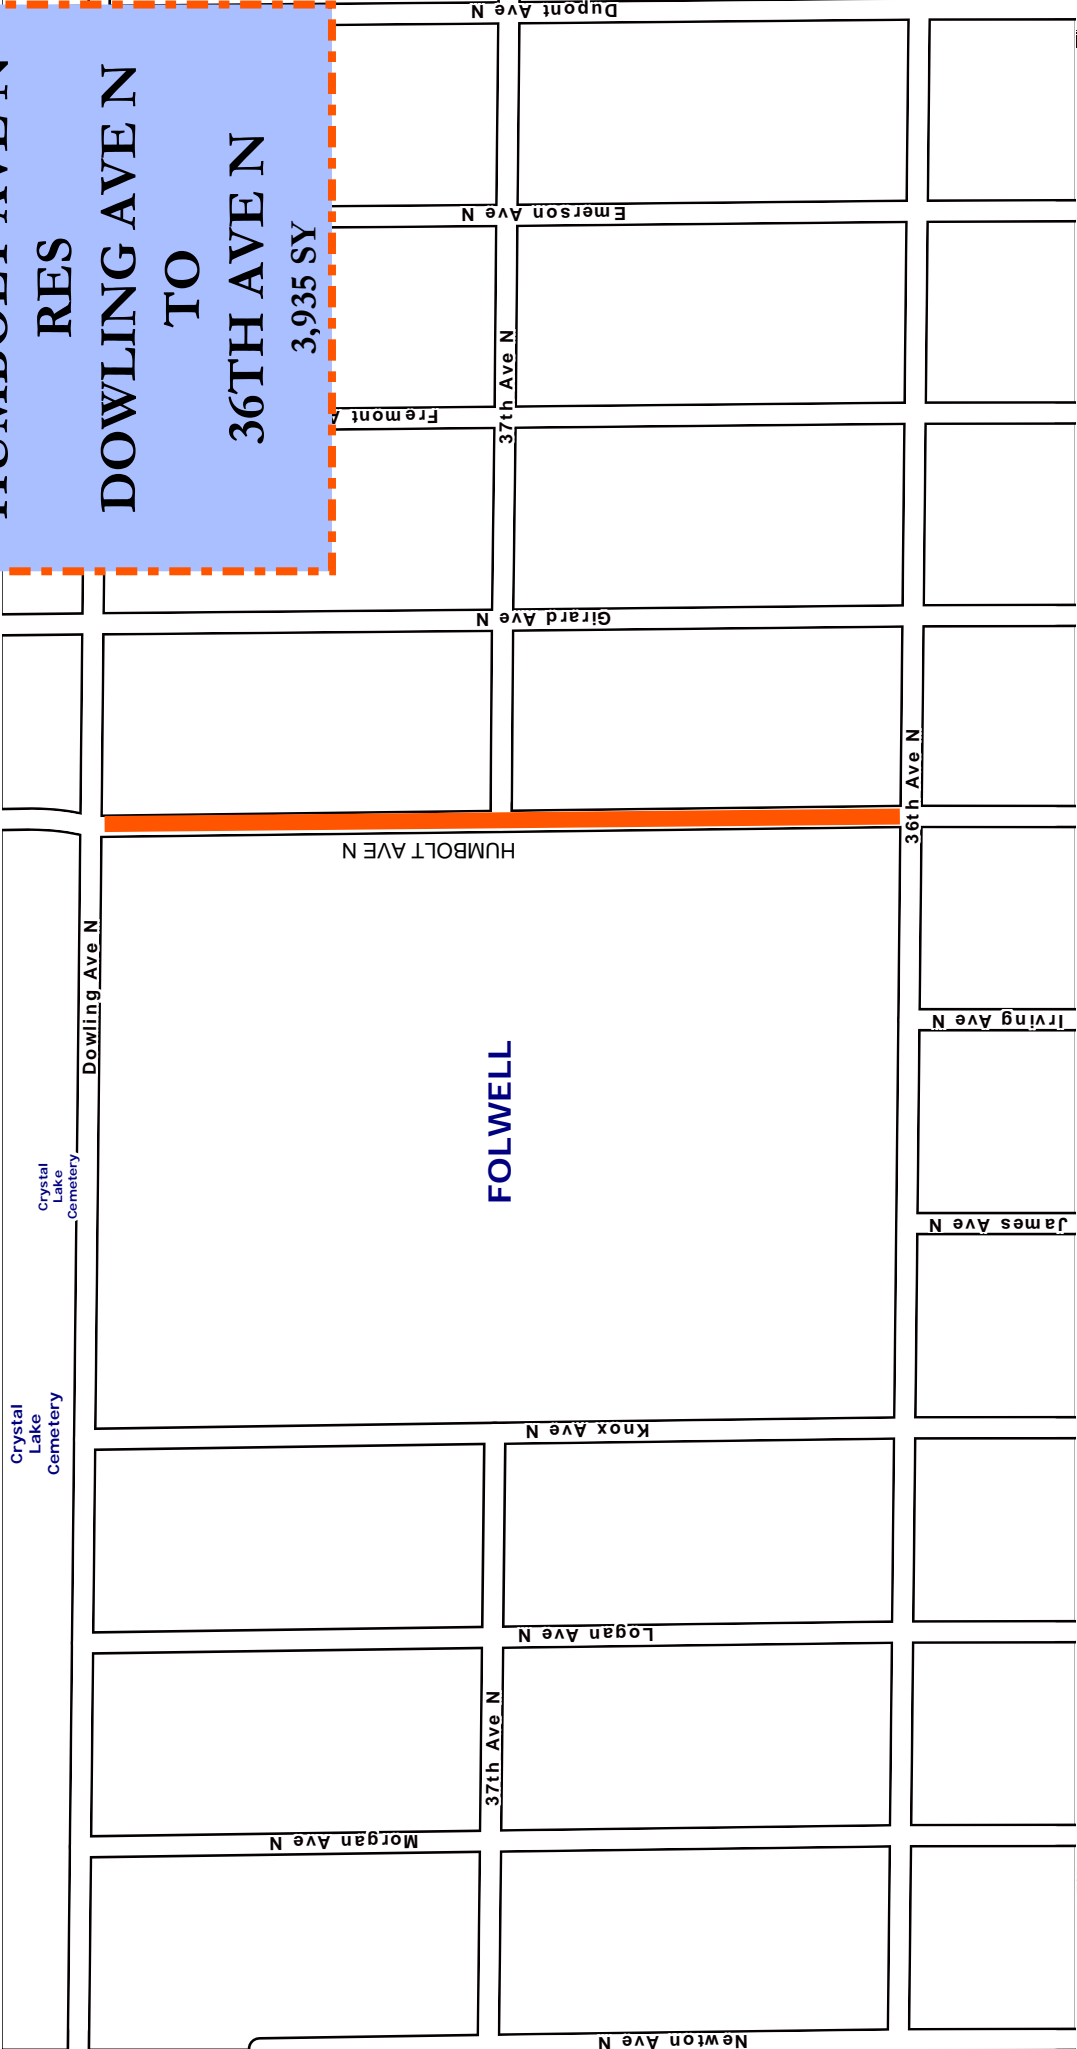 RES
DOWLING AVE N
TO
36TH AVE N
3,935 SY
Dupont Ave N
Emerson Ave N
37th Ave N
Fremont A
Girard Ave N
36th Ave N
HUMBOLT AVE N
Dowling Ave N
FOLWELL
Irving Ave N
Crystal
Lake
Cemetery
James Ave N
Crystal
Lake
Cemetery
Knox Ave N
Logan Ave N
37th Ave N
Morgan Ave N
Newton Ave N